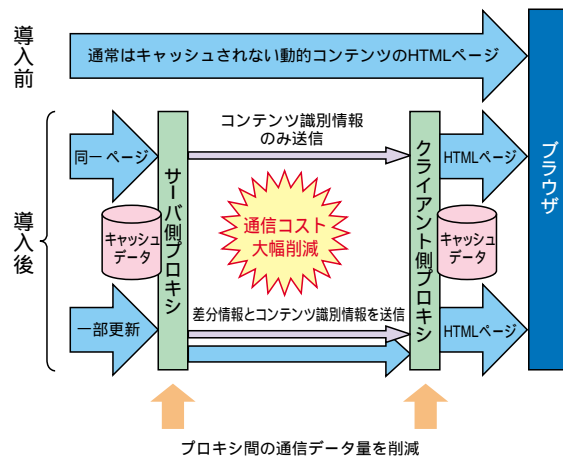 導入前
通常はキャッシュされない動的コンテンツのHTMLページ
導入後
同一ページ
サーバ側プロキシ
コンテンツ識別情報
のみ送信
クライアント側プロキシ
HTMLページ
ブラウザ
キャッシュ
データ
通信コスト
大幅削減
キャッシュ
データ
一部更新
差分情報とコンテンツ識別情報を送信
HTMLページ
プロキシ間の通信データ量を削減